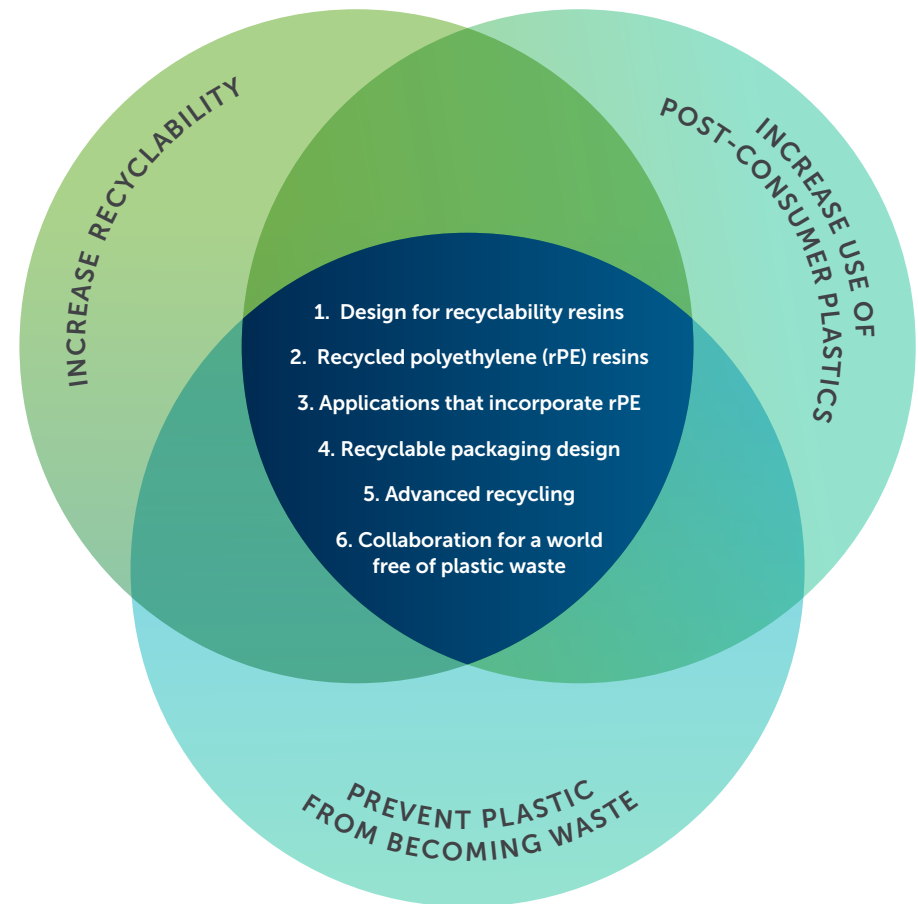 INCREASE RECYCLABILITY
INCREASE USE OF
POST-CONSUMER PLASTICS
1. Design for recyclability resins
2. Recycled polyethylene (rPE) resins
3. Applications that incorporate rPE
4. Recyclable packaging design
5. Advanced recycling
6. Collaboration for a world
free of plastic waste
PREVENT PLASTIC
FROM BECOMING WASTE